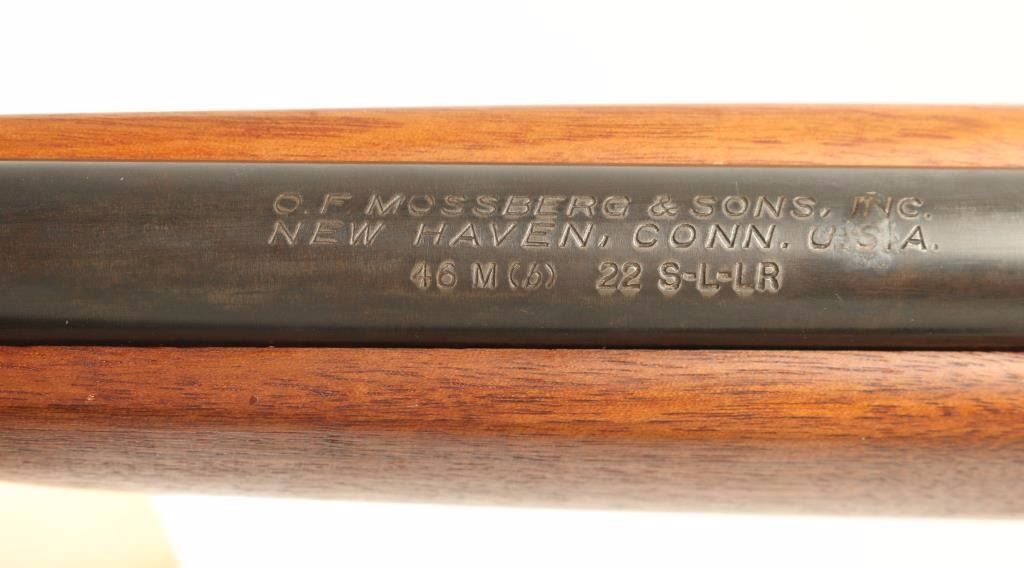 O.F. MOSSBERG & SONS, INC.
NEW HAVEN, CONN. U.S.A.
46 M (b) 22 S-L-LR